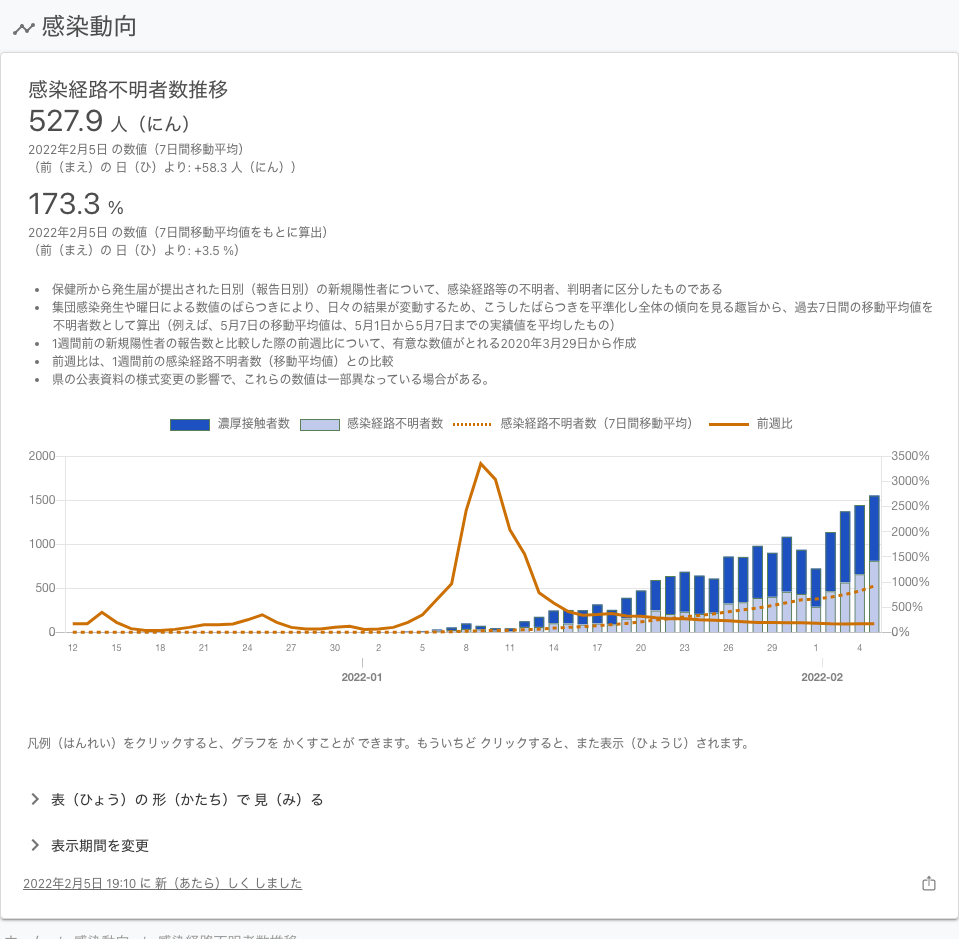 感染動向
感染経路不明者数推移
527.9 人（にん）
2022年2月5日 の数値（7日間移動平均）
（前（まえ）の 日（ひ）より: +58.3 人（にん））
173.3 %
2022年2月5日 の数値（7日間移動平均値をもとに算出）
（前（まえ）の 日（ひ）より: +3.5 %）
• 保健所から発生届が提出された日別（報告日別）の新規陽性者について、感染経路等の不明者、判明者に区分したものである
• 集団感染発生や曜日による数値のばらつきにより、日々の結果が変動するため、こうしたばらつきを平準化し全体の傾向を見る趣旨から、過去7日間の移動平均値を
不明者数として算出（例えば、5月7日の移動平均値は、5月1日から5月7日までの実績値を平均したもの）
• 1週間前の新規陽性者の報告数と比較した際の前週比について、有意な数値がとれる2020年3月29日から作成
• 前週比は、1週間前の感染経路不明者数（移動平均値）との比較
• 県の公表資料の様式変更の影響で、これらの数値は一部異なっている場合がある。
濃厚接触者数 感染経路不明者数 感染経路不明者数（7日間移動平均） 前週比
2000 3500%
3000%
1500 2500%
2000%
1000 1500%
1000%
500 500%
0 0%
12 15 18 21 24 27 30 2 5 8 11 14 17 20 23 26 29 1 4
2022-01 2022-02
凡例（はんれい）をクリックすると、グラフを かくすことが できます。もういちど クリックすると、また表示（ひょうじ）されます。
表（ひょう）の 形（かたち）で 見（み）る
表示期間を変更
2022年2月5日 19:10 に 新（あたら）しく しました